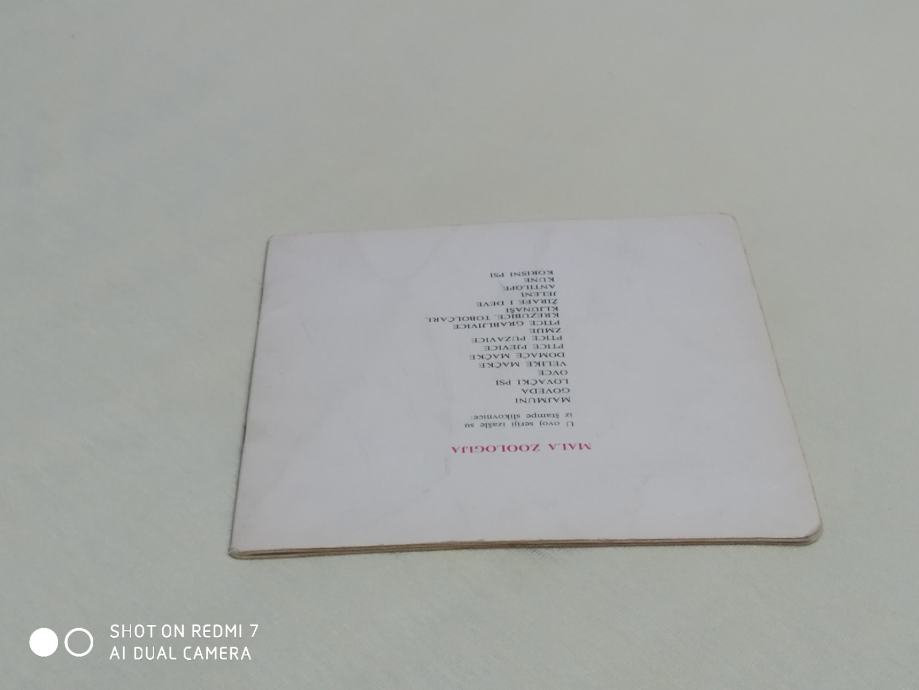 MALA ZOOLOGIJA
U ovoj seriji izašle su
iz štampe slikovnice:
MAJMUNI
GOVEDA
LOVAČKI PSI
OVCE
VELIKE MAČKE
DOMAĆE MAČKE
PTICE PJEVICE
PTICE PUZAVICE
ZMIJE
PTICE GRABLJIVICE
KREZUBICE, TOBOLČARI,
KLJUNAŠI
ŽIRAFE I DEVE
JELENI
ANTILOPE
KUNE
KORISNI PSI
SHOT ON REDMI 7
AI DUAL CAMERA